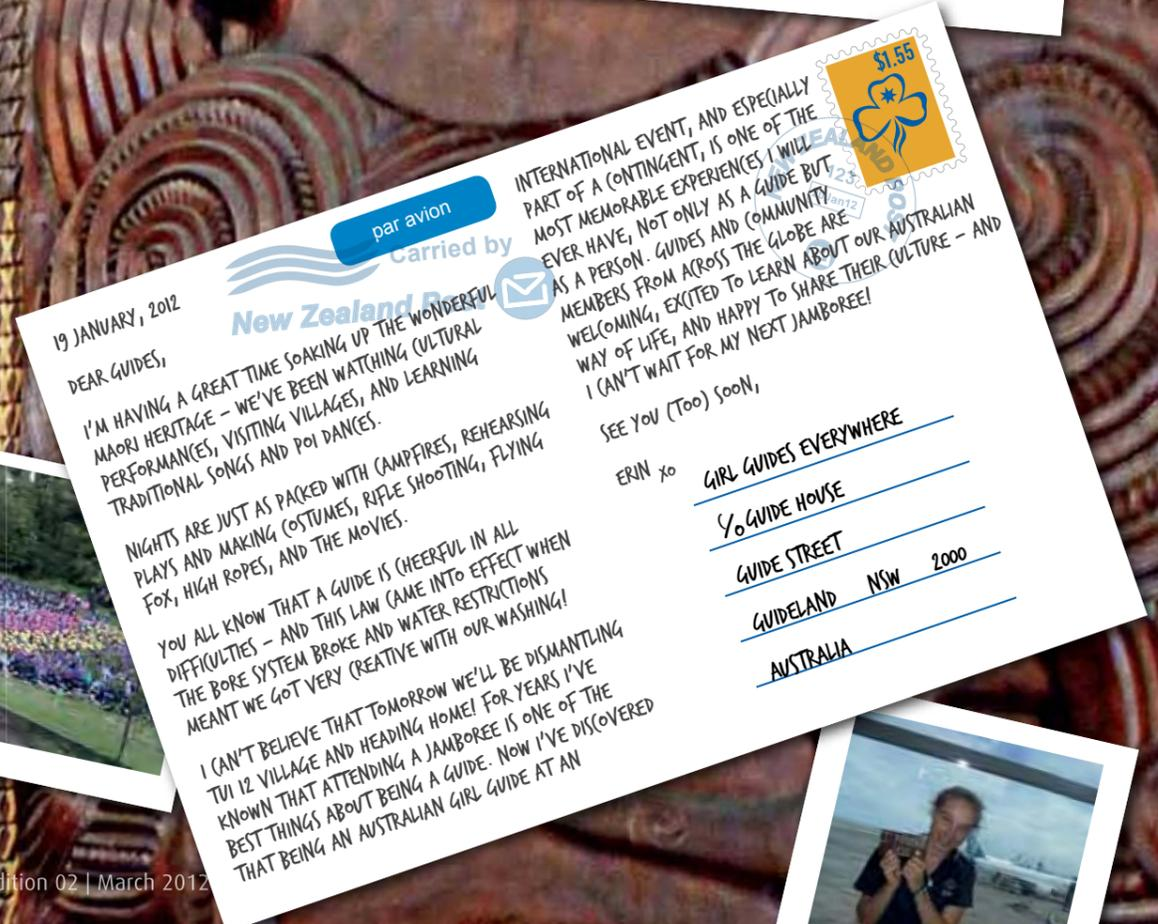 19 JANUARY, 2012
DEAR GUIDES,
I'M HAVING A GREAT TIME SOAKING UP THE WONDERFUL
MAORI HERITAGE – WE'VE BEEN WATCHING CULTURAL
PERFORMANCES, VISITING VILLAGES, AND LEARNING
TRADITIONAL SONGS AND POI DANCES.
NIGHTS ARE JUST AS PACKED WITH CAMPFIRES, REHEARSING
PLAYS AND MAKING COSTUMES, RIFLE SHOOTING, FLYING
FOX, HIGH ROPES, AND THE MOVIES.
YOU ALL KNOW THAT A GUIDE IS CHEERFUL IN ALL
DIFFICULTIES – AND THIS LAW CAME INTO EFFECT WHEN
THE BORE SYSTEM BROKE AND WATER RESTRICTIONS
MEANT WE GOT VERY CREATIVE WITH OUR WASHING!
I CAN'T BELIEVE THAT TOMORROW WE'LL BE DISMANTLING
TUI 12 VILLAGE AND HEADING HOME! FOR YEARS I'VE
KNOWN THAT ATTENDING A JAMBOREE IS ONE OF THE
BEST THINGS ABOUT BEING A GUIDE. NOW I'VE DISCOVERED
THAT BEING AN AUSTRALIAN GIRL GUIDE AT AN
INTERNATIONAL EVENT, AND ESPECIALLY
PART OF A CONTINGENT, IS ONE OF THE
MOST MEMORABLE EXPERIENCES I WILL
EVER HAVE, NOT ONLY AS A GUIDE BUT
AS A PERSON. GUIDES AND COMMUNITY
MEMBERS FROM ACROSS THE GLOBE ARE
WELCOMING, EXCITED TO LEARN ABOUT OUR AUSTRALIAN
WAY OF LIFE, AND HAPPY TO SHARE THEIR CULTURE – AND
I CAN'T WAIT FOR MY NEXT JAMBOREE!
SEE YOU (TOO) SOON,
ERIN XO
par avion
Carried by
New Zealand Post
$1.55
NEW ZEALAND POST
123
Jan12
GIRL GUIDES EVERYWHERE
C/O GUIDE HOUSE
GUIDE STREET
GUIDELAND NSW 2000
AUSTRALIA
02 | March 2012